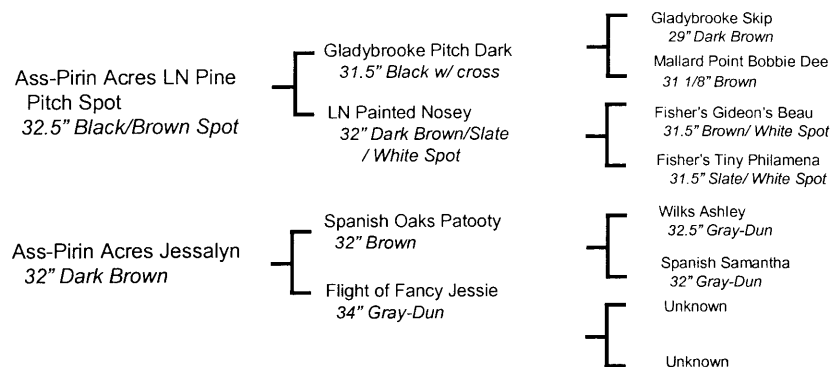 Ass-Pirin Acres LN Pine
Pitch Spot
32.5" Black/Brown Spot
Gladybrooke Pitch Dark
31.5" Black w/ cross
LN Painted Nosey
32" Dark Brown/Slate
/ White Spot
Gladybrooke Skip
29" Dark Brown
Mallard Point Bobbie Dee
31 1/8" Brown
Fisher's Gideon's Beau
31.5" Brown/ White Spot
Fisher's Tiny Philamena
31.5" Slate/ White Spot
Ass-Pirin Acres Jessalyn
32" Dark Brown
Spanish Oaks Patooty
32" Brown
Flight of Fancy Jessie
34" Gray-Dun
Wilks Ashley
32.5" Gray-Dun
Spanish Samantha
32" Gray-Dun
Unknown
Unknown